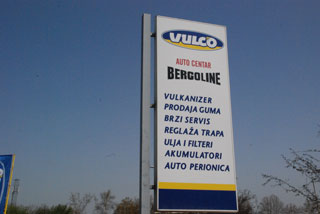 VULCO
AUTO CENTAR
BERGOLINE
VULKANIZER
PRODAJA GUMA
BRZI SERVIS
REGLAŽA TRAPA
ULJA I FILTERI
AKUMULATORI
AUTO PERIONICA